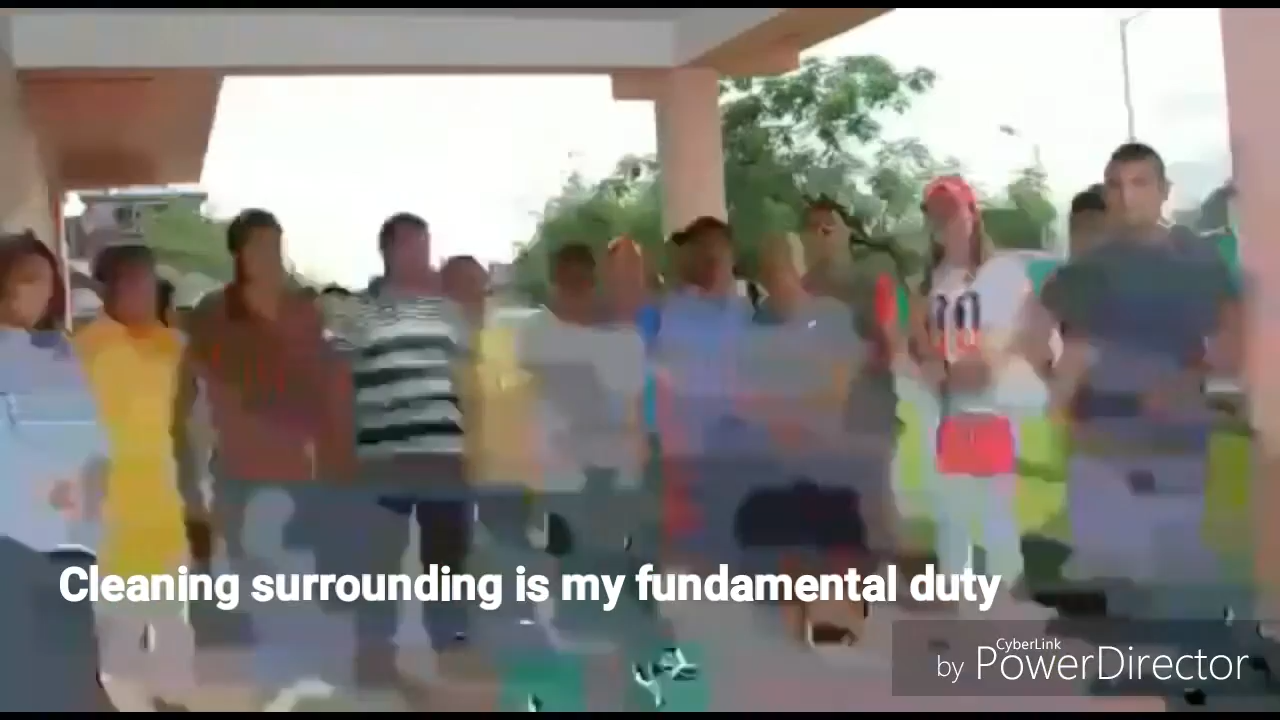 Cleaning surrounding is my fundamental duty
CyberLink
by PowerDirector